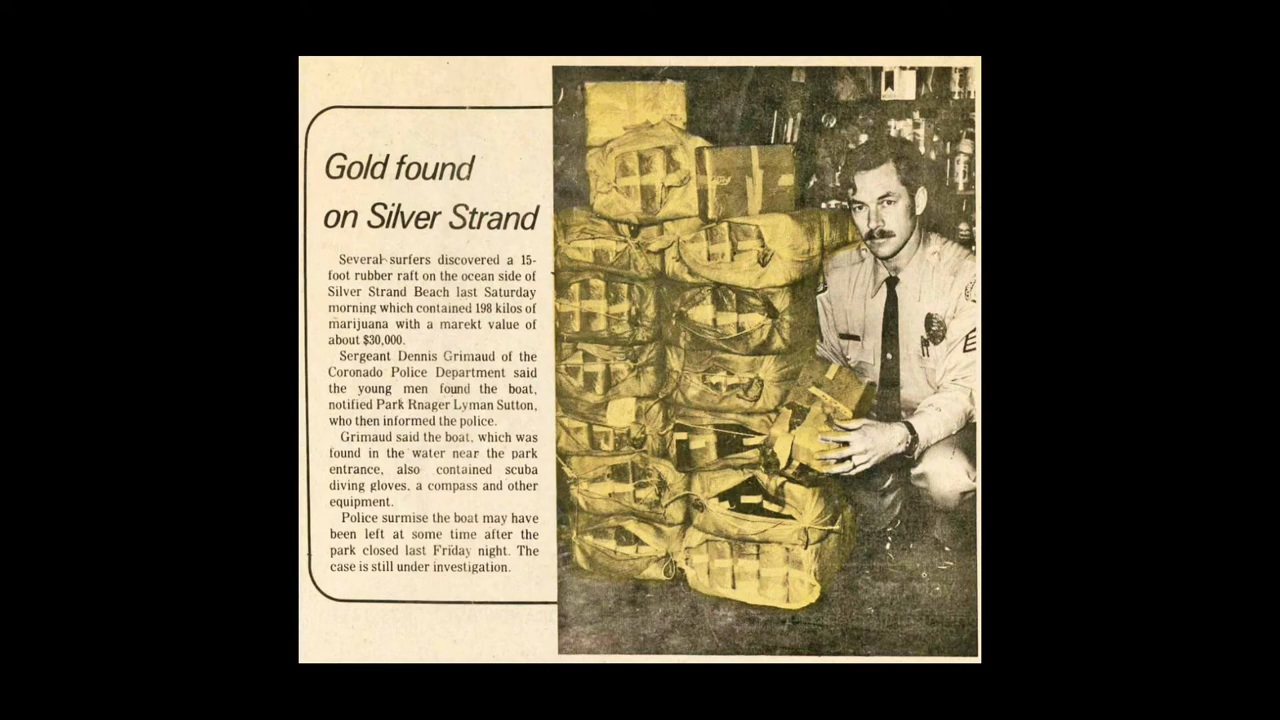 Gold found
on Silver Strand
Several surfers discovered a 15-
foot rubber raft on the ocean side of
Silver Strand Beach last Saturday
morning which contained 198 kilos of
marijuana with a marekt value of
about $30,000.
Sergeant Dennis Grimaud of the
Coronado Police Department said
the young men found the boat,
notified Park Rnager Lyman Sutton,
who then informed the police.
Grimaud said the boat, which was
found in the water near the park
entrance, also contained scuba
diving gloves, a compass and other
equipment.
Police surmise the boat may have
been left at some time after the
park closed last Friday night. The
case is still under investigation.